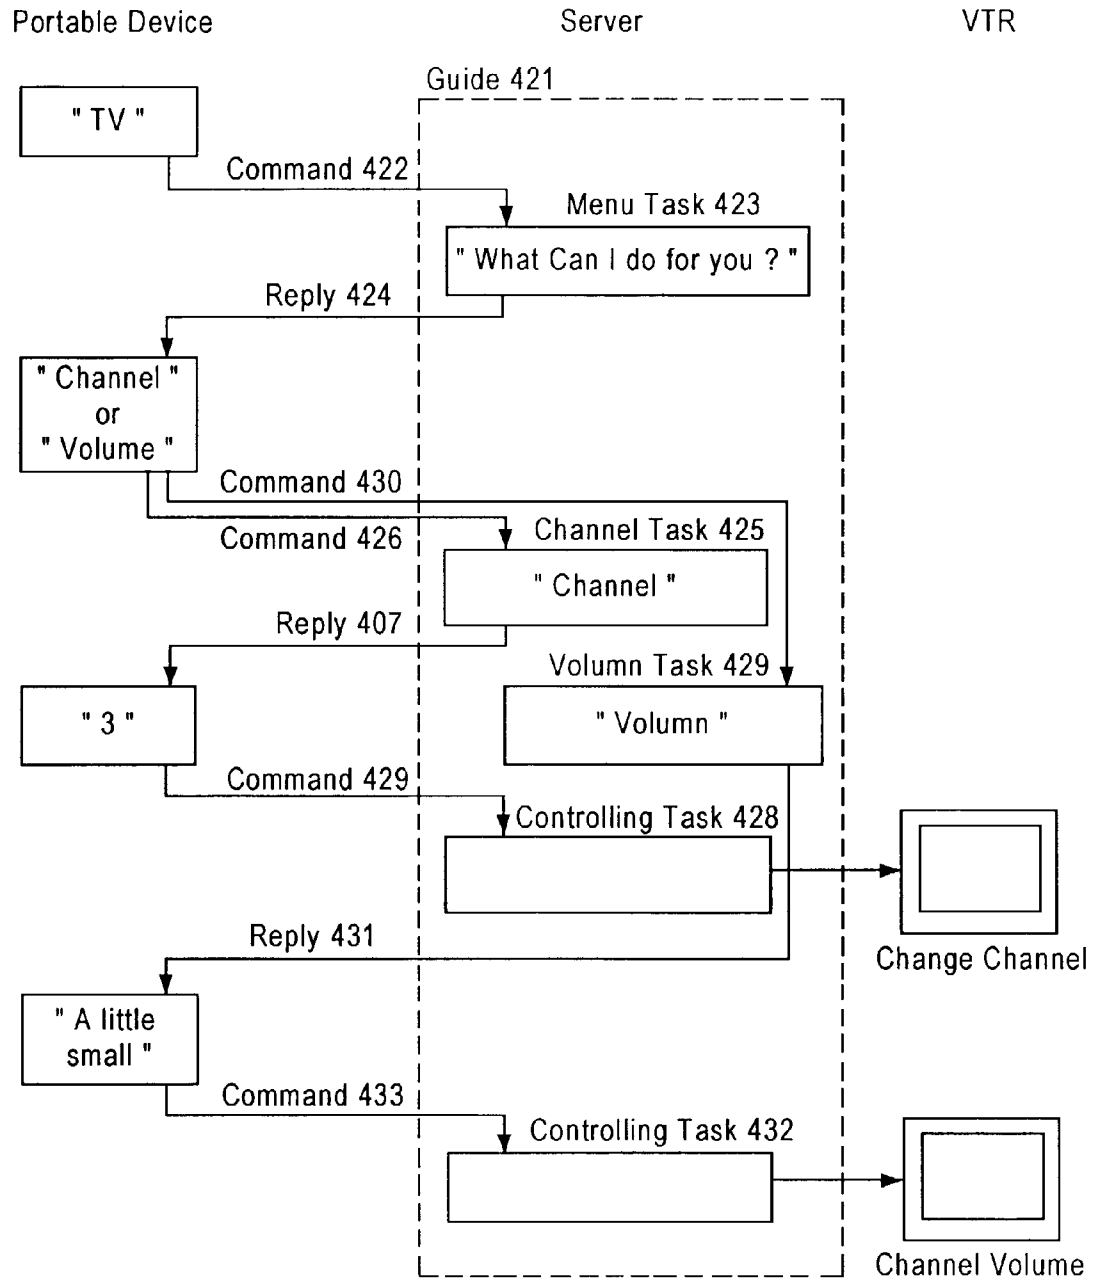 Portable Device
Server
VTR
Guide 421
" TV "
Command 422
Menu Task 423
" What Can I do for you ? "
Reply 424
" Channel "
or
" Volume "
Command 430
Command 426
Channel Task 425
" Channel "
Reply 407
Volumn Task 429
" 3 "
" Volumn "
Command 429
Controlling Task 428
Reply 431
Change Channel
" A little
small "
Command 433
Controlling Task 432
Channel Volume